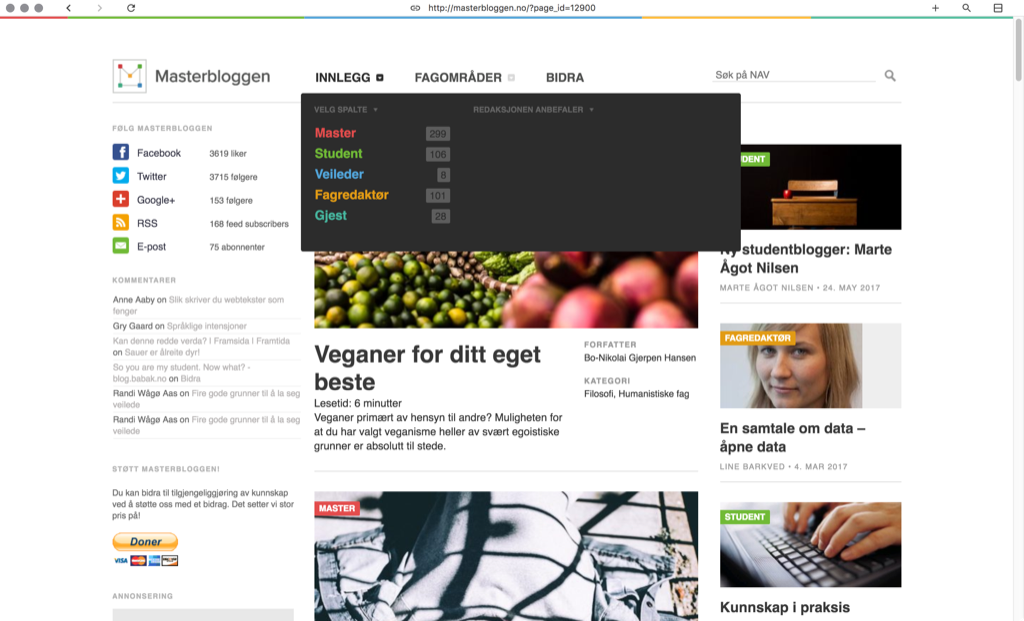 http://masterbloggen.no/?page_id=12900
Masterbloggen
INNLEGG
FAGOMRÅDER
BIDRA
Søk på NAV
VELG SPALTE
REDAKSJONEN ANBEFALER
Master 299
Student 106
Veileder 8
Fagredaktør 101
Gjest 28
FØLG MASTERBLOGGEN
Facebook 3619 liker
Twitter 3715 følgere
Google+ 153 følgere
RSS 168 feed subscribers
E-post 75 abonnenter
KOMMENTARER
Anne Aaby on Slik skriver du webtekster som
fenger
Gry Gaard on Språklige intensjoner
Kan denne redde verda? I Framsida I Framtida
on Sauer er ålreite dyr!
So you are my student. Now what? -
blog.babak.no on Bidra
Randi Wågø Aas on Fire gode grunner til å la seg
veilede
Randi Wågø Aas on Fire gode grunner til å la seg
veilede
STØTT MASTERBLOGGEN!
Du kan bidra til tilgjengeliggjøring av kunnskap
ved å støtte oss med et bidrag. Det setter vi stor
pris på!
Doner
VISA
ANNONSERING
Veganer for ditt eget
beste
Lesetid: 6 minutter
Veganer primært av hensyn til andre? Muligheten for
at du har valgt veganisme heller av svært egoistiske
grunner er absolutt til stede.
FORFATTER
Bo-Nikolai Gjerpen Hansen
KATEGORI
Filosofi, Humanistiske fag
MASTER
DENT
Ny studentblogger: Marte
Ågot Nilsen
MARTE ÅGOT NILSEN • 24. MAY 2017
FAGREDAKTØR
En samtale om data –
åpne data
LINE BARKVED • 4. MAR 2017
STUDENT
Kunnskap i praksis